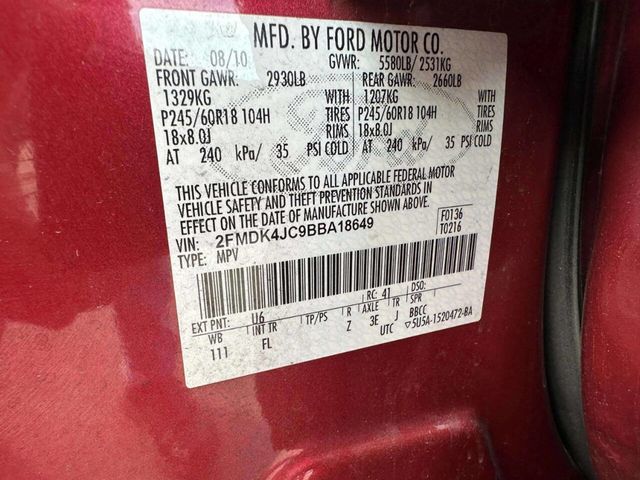 MFD. BY FORD MOTOR CO.
DATE: 08/10 GVWR: 5580LB/ 2531KG
FRONT GAWR: 2930LB REAR GAWR: 2660LB
1329KG WITH 1207KG WITH
P245/60R18 104H TIRES P245/60R18 104H TIRES
18x8.0J RIMS 18x8.0J RIMS
AT 240 kPa/ 35 PSI COLD AT 240 kPa/ 35 PSI COLD
THIS VEHICLE CONFORMS TO ALL APPLICABLE FEDERAL MOTOR
VEHICLE SAFETY AND THEFT PREVENTION STANDARDS IN
EFFECT ON THE DATE OF MANUFACTURE SHOWN ABOVE.
VIN: 2FMDK4JC9BBA18649 F0136
TYPE: MPV T0216
EXT PNT: U6 RC: 41 DSO:
WB INT TR TP/PS R AXLE TR SPR
111 FL Z 3E J BBCC
UTC ▽5U5A-1520472-BA